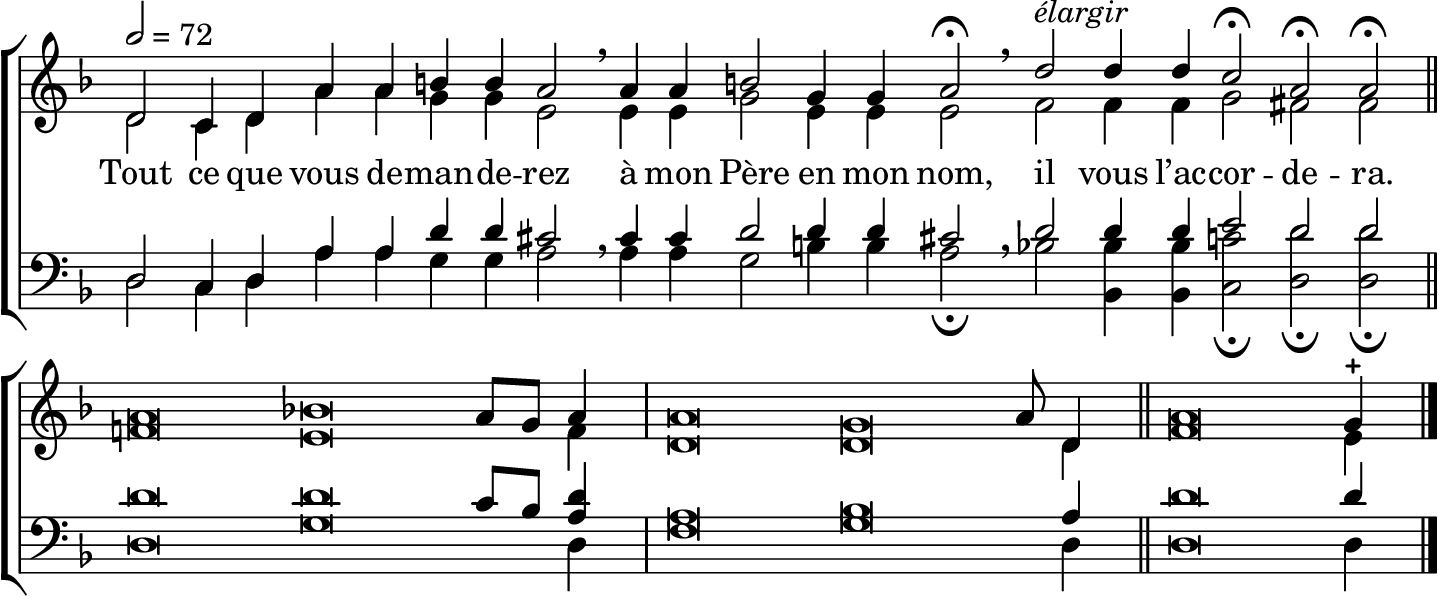 𝅗𝅥 = 72
élargir
Tout ce que vous demande-rez à mon Père en mon nom, il vous l’accor-de-ra.